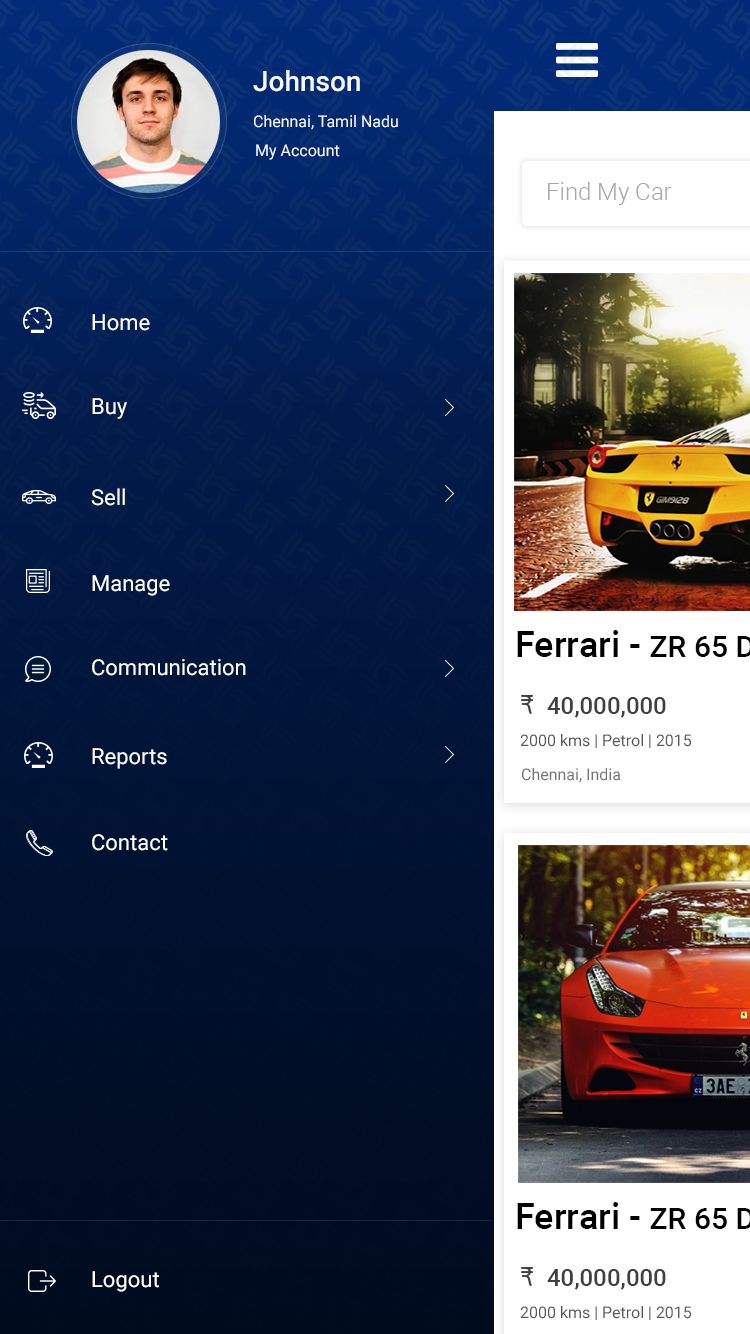 Johnson
Chennai, Tamil Nadu
My Account
Home
Buy
Sell
Manage
Communication
Reports
Contact
Logout
Find My Car
GIM9128
Ferrari - ZR 65 D
₹ 40,000,000
2000 kms | Petrol | 2015
Chennai, India
CZ 3AE
Ferrari - ZR 65 D
₹ 40,000,000
2000 kms | Petrol | 2015